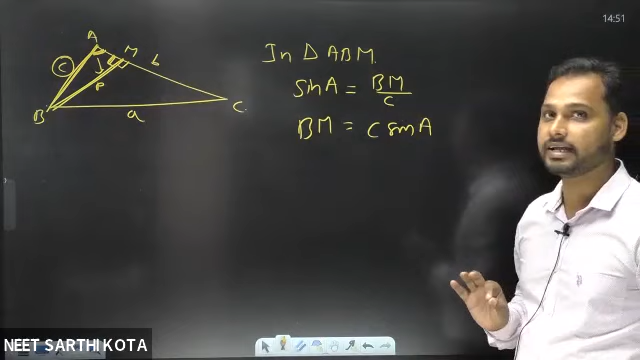 14:51
A
M
C
b
P
B
a
C
In Δ ABM.
sinA = BM/C
BM = C sinA
NEET SARTHI KOTA